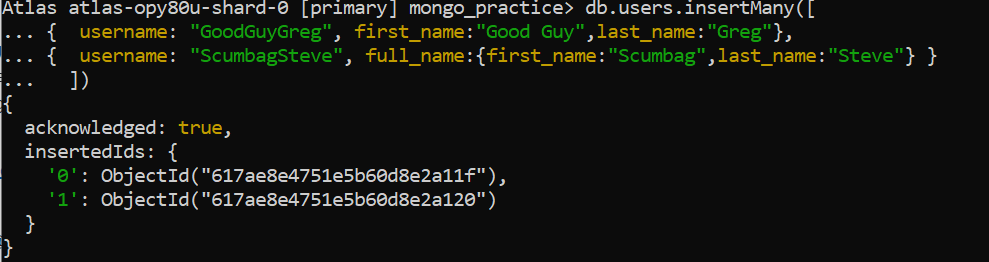 Atlas atlas-opy80u-shard-0 [primary] mongo_practice> db.users.insertMany([
... {  username: "GoodGuyGreg", first_name:"Good Guy",last_name:"Greg"},
... {  username: "ScumbagSteve", full_name:{first_name:"Scumbag",last_name:"Steve"} }
...   ])
{
  acknowledged: true,
  insertedIds: {
    '0': ObjectId("617ae8e4751e5b60d8e2a11f"),
    '1': ObjectId("617ae8e4751e5b60d8e2a120")
  }
}